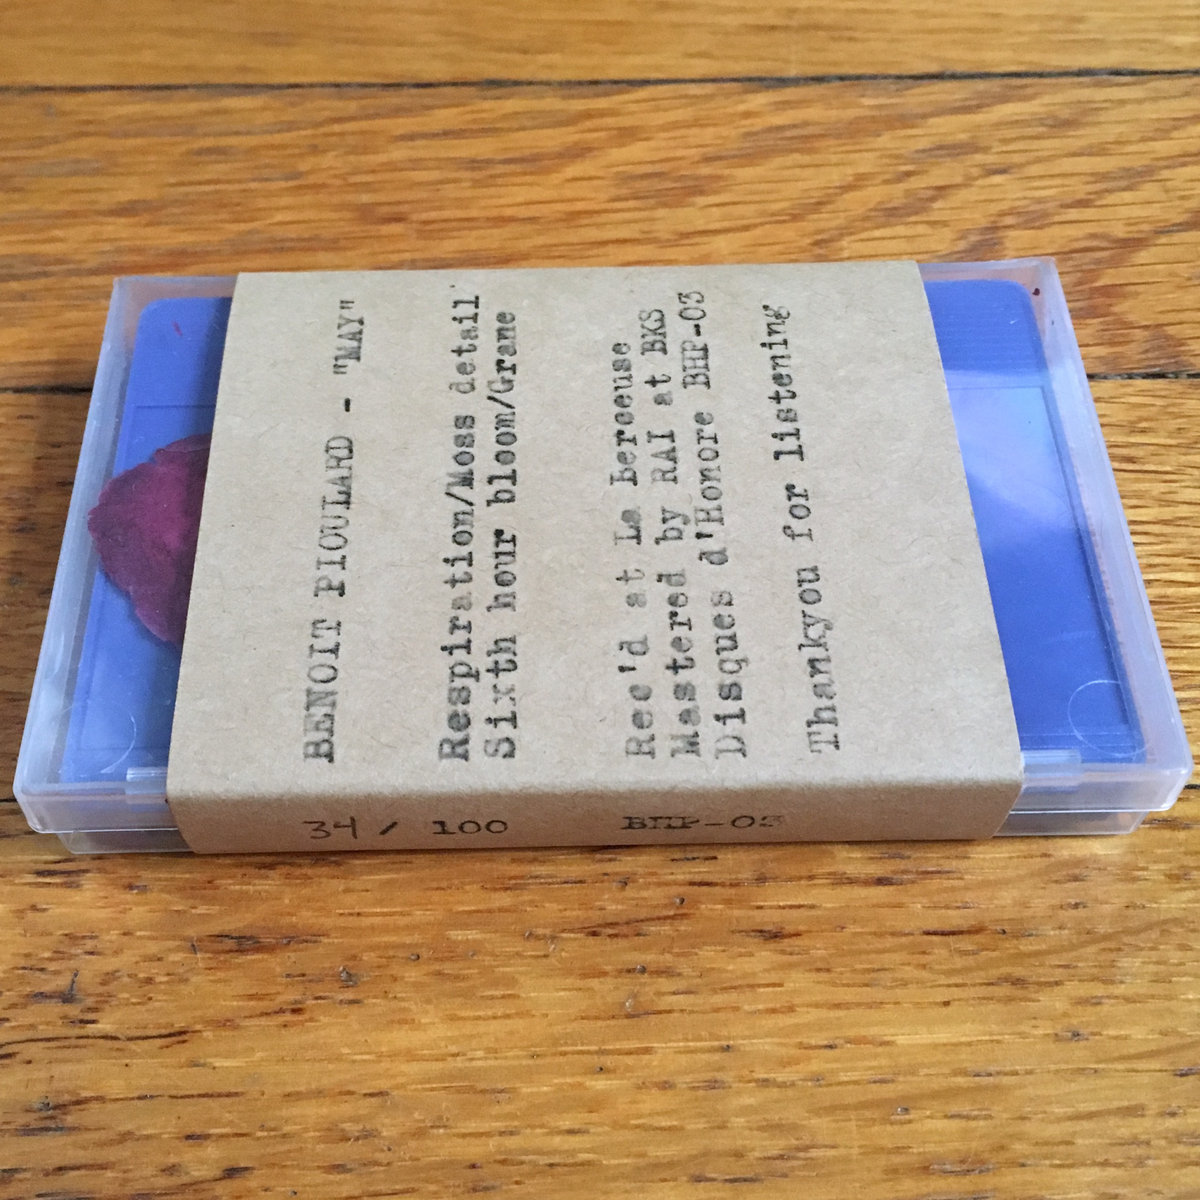 BENOIT PIOULARD - "MAY"
Respiration/Moss detail
Sixth hour bloom/Grane
Rec'd at La berceuse
Mastered by RAI at BKS
Disques d'Honore BHP-03
Thankyou for listening
34 / 100 BHP-03